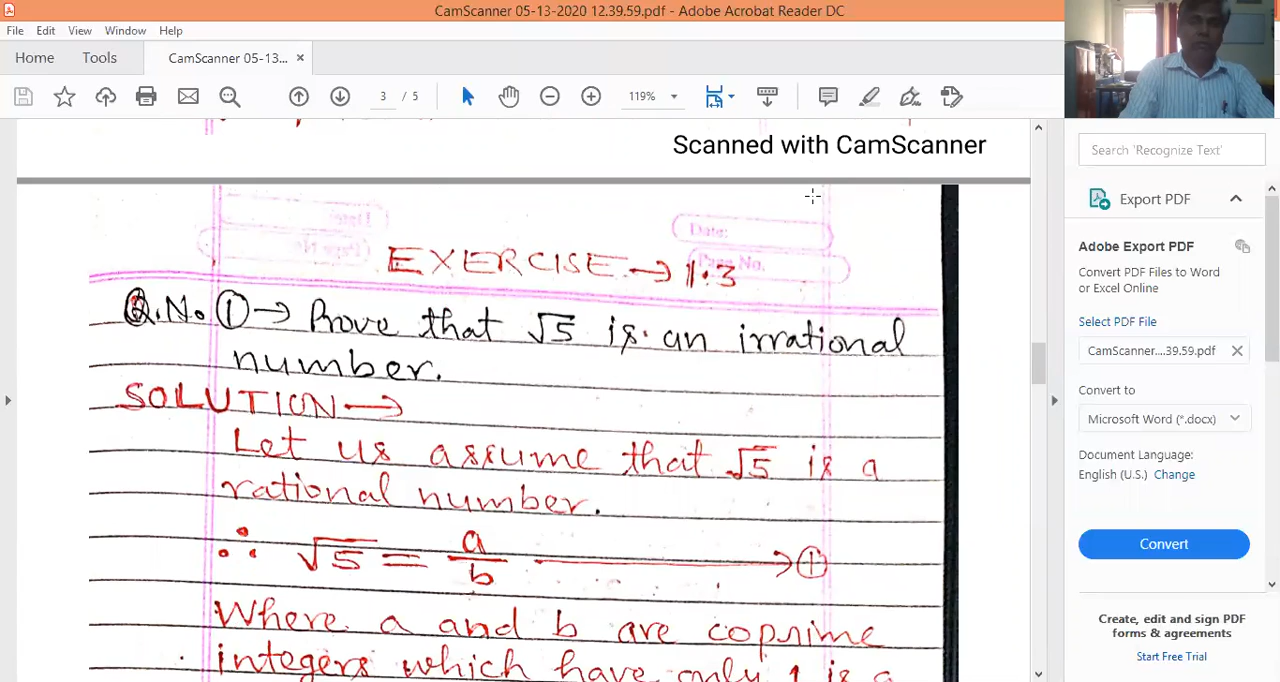 CamScanner 05-13-2020 12.39.59.pdf - Adobe Acrobat Reader DC
File Edit View Window Help
Home Tools CamScanner 05-13... ×
3 / 5 119%
Scanned with CamScanner
Date:
Page No.
EXERCISE → 1.3
Q.N. ① → Prove that √5 is an irrational
number.
SOLUTION →
Let us assume that √5 is a
rational number.
∴ √5 = a/b → ①
Where a and b are coprime
integers which have only 1 is a
Search 'Recognize Text'
Export PDF
Adobe Export PDF
Convert PDF Files to Word
or Excel Online
Select PDF File
CamScanner....39.59.pdf ×
Convert to
Microsoft Word (*.docx)
Document Language:
English (U.S.) Change
Convert
Create, edit and sign PDF
forms & agreements
Start Free Trial